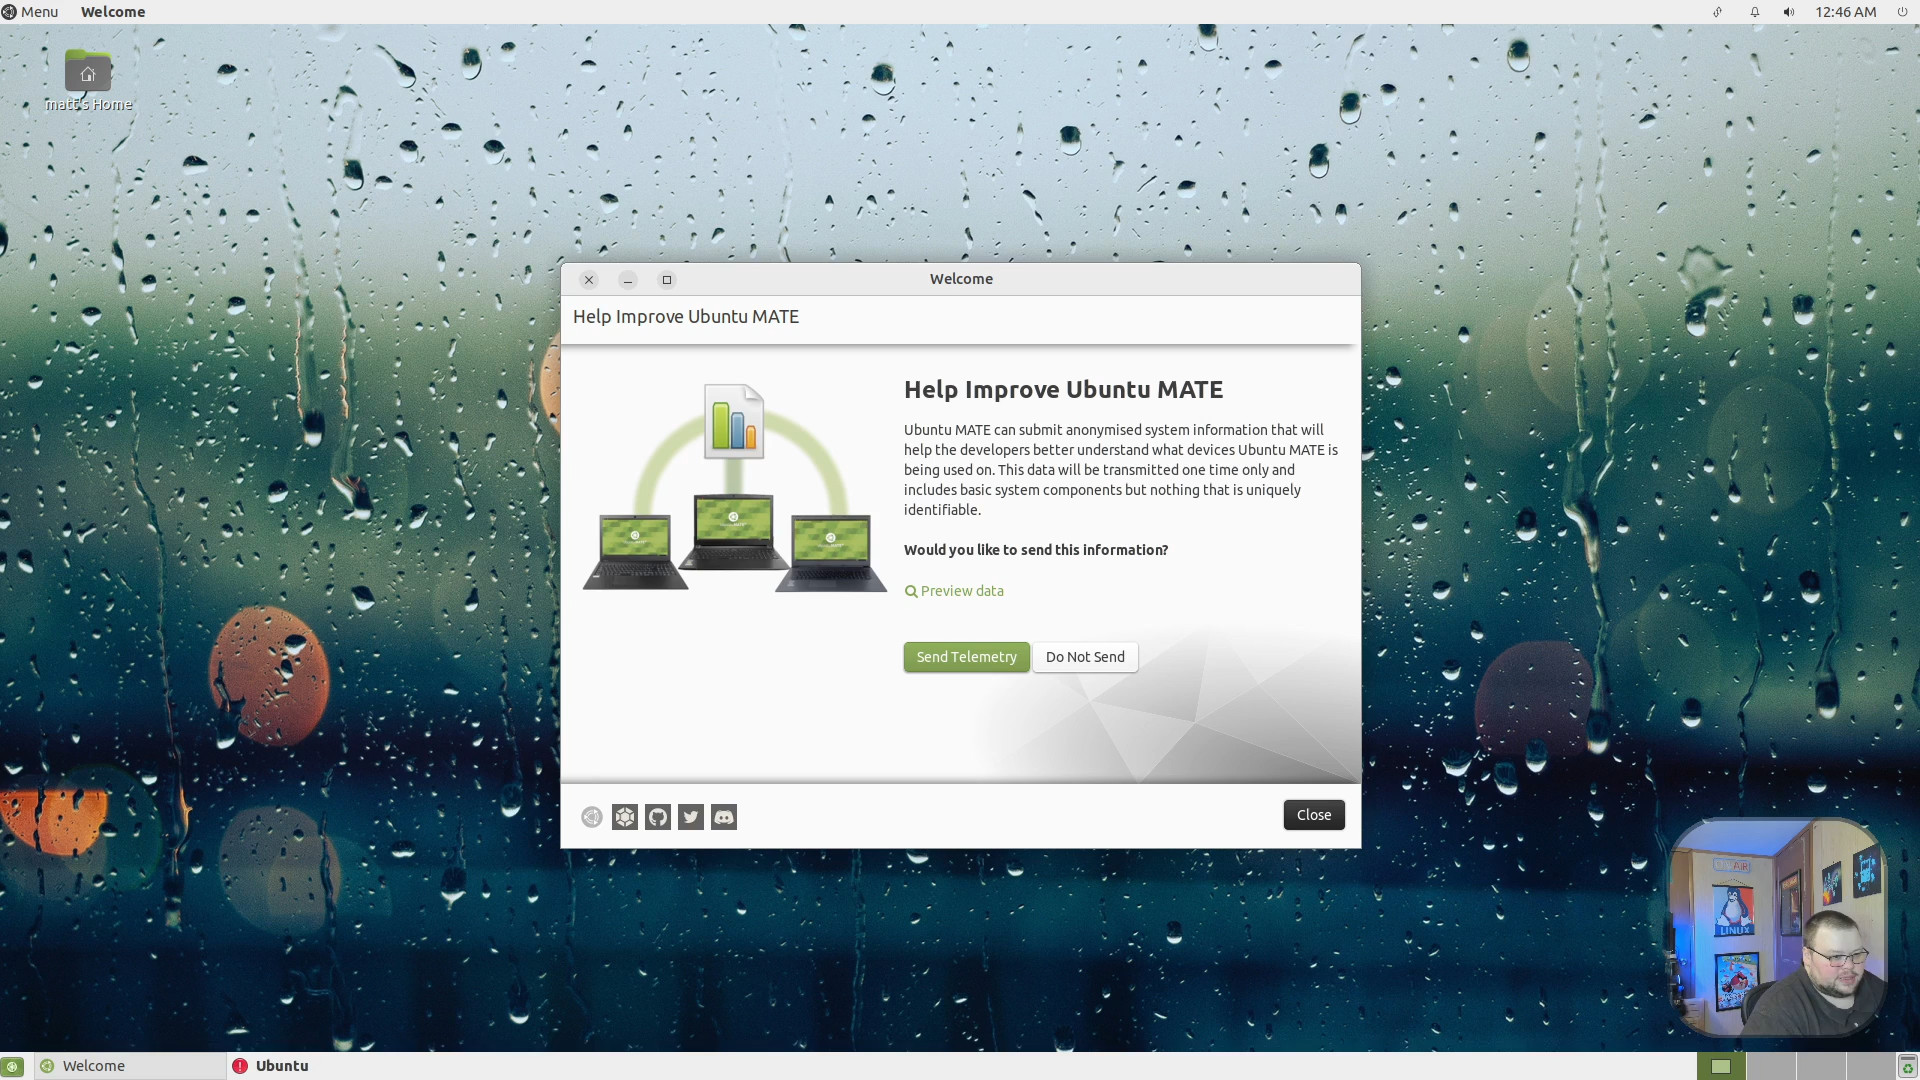 Menu Welcome 12:46 AM
matt's Home
Welcome
Help Improve Ubuntu MATE
Help Improve Ubuntu MATE
Ubuntu MATE can submit anonymised system information that will
help the developers better understand what devices Ubuntu MATE is
being used on. This data will be transmitted one time only and
includes basic system components but nothing that is uniquely
identifiable.
Would you like to send this information?
Preview data
Send Telemetry Do Not Send
Close
LINUX
Welcome Ubuntu